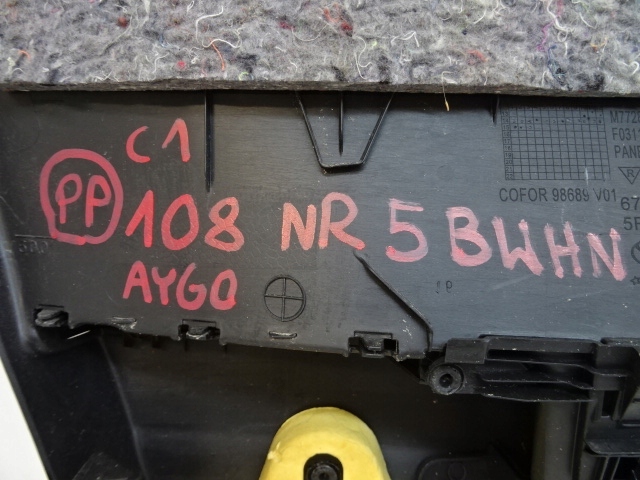 C1
PP 108 NR 5 BWHN
AYGO
COFOR 98689 V01